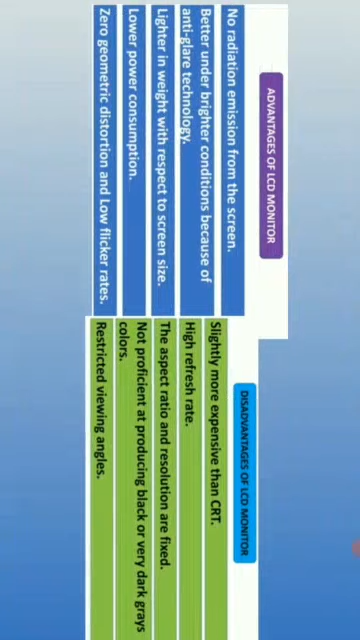 ADVANTAGES OF LCD MONITOR
No radiation emission from the screen.
Better under brighter conditions because of
anti-glare technology.
Lighter in weight with respect to screen size.
Lower power consumption.
Zero geometric distortion and Low flicker rates.
DISADVANTAGES OF LCD MONITOR
Slightly more expensive than CRT.
High refresh rate.
The aspect ratio and resolution are fixed.
Not proficient at producing black or very dark grays
colors.
Restricted viewing angles.